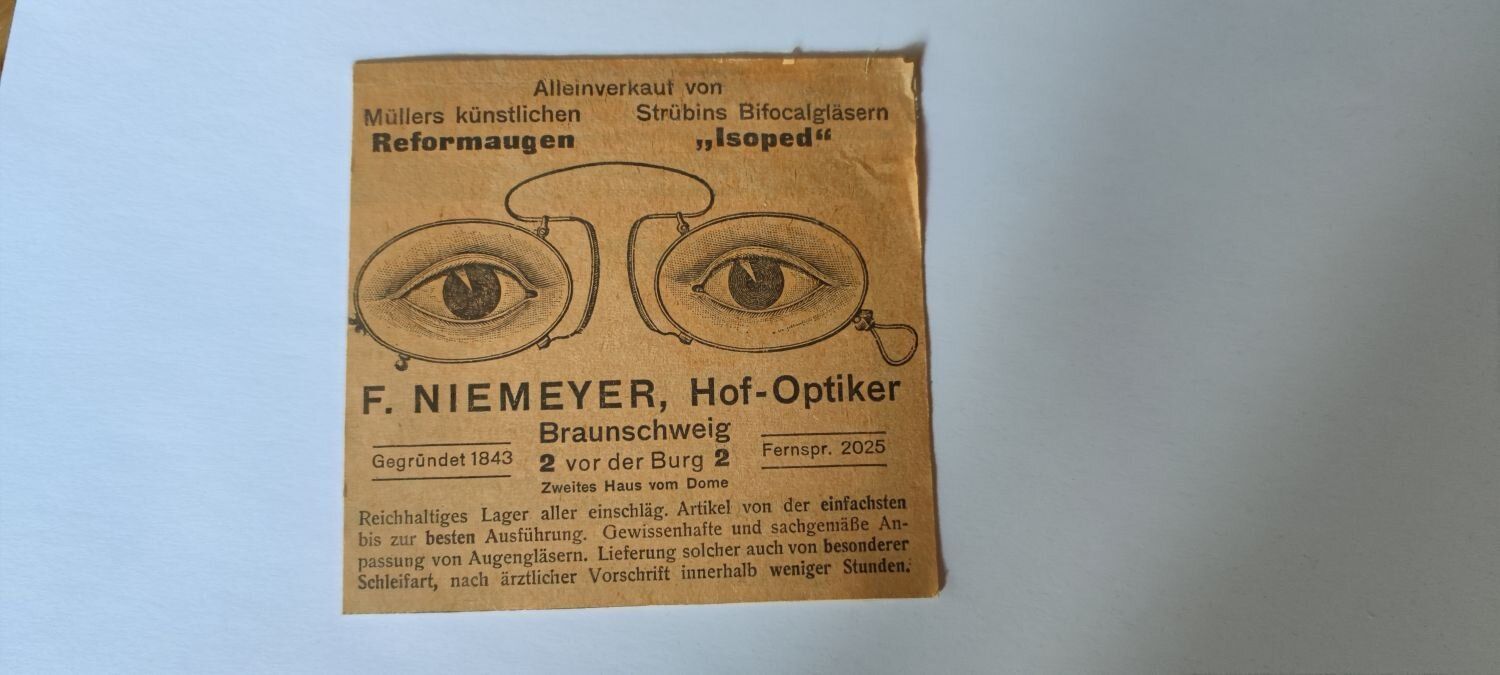 Alleinverkauf von
Müllers künstlichen Strübins Bifocalgläsern
Reformaugen „Isoped“
F. NIEMEYER, Hof-Optiker
Braunschweig
Gegründet 1843 2 vor der Burg 2 Fernspr. 2025
Zweites Haus vom Dome
Reichhaltiges Lager aller einschläg. Artikel von der einfachsten
bis zur besten Ausführung. Gewissenhafte und sachgemäße An-
passung von Augengläsern. Lieferung solcher auch von besonderer
Schleifart, nach ärztlicher Vorschrift innerhalb weniger Stunden.